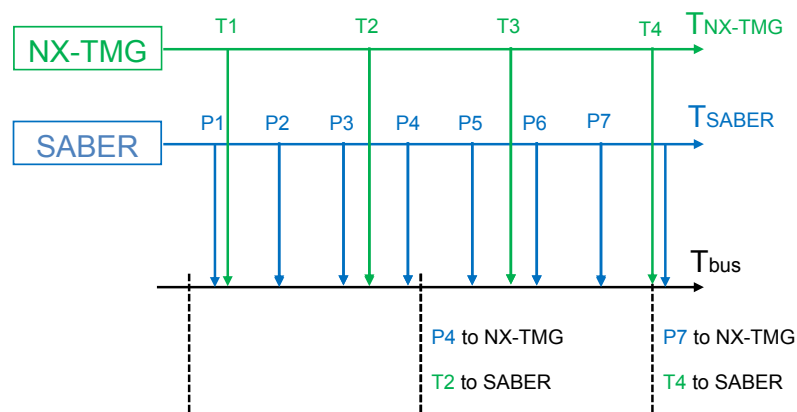 T1 T2 T3 T4 TNX-TMG
NX-TMG
P1 P2 P3 P4 P5 P6 P7 TSABER
SABER
Tbus
P4 to NX-TMG P7 to NX-TMG
T2 to SABER T4 to SABER